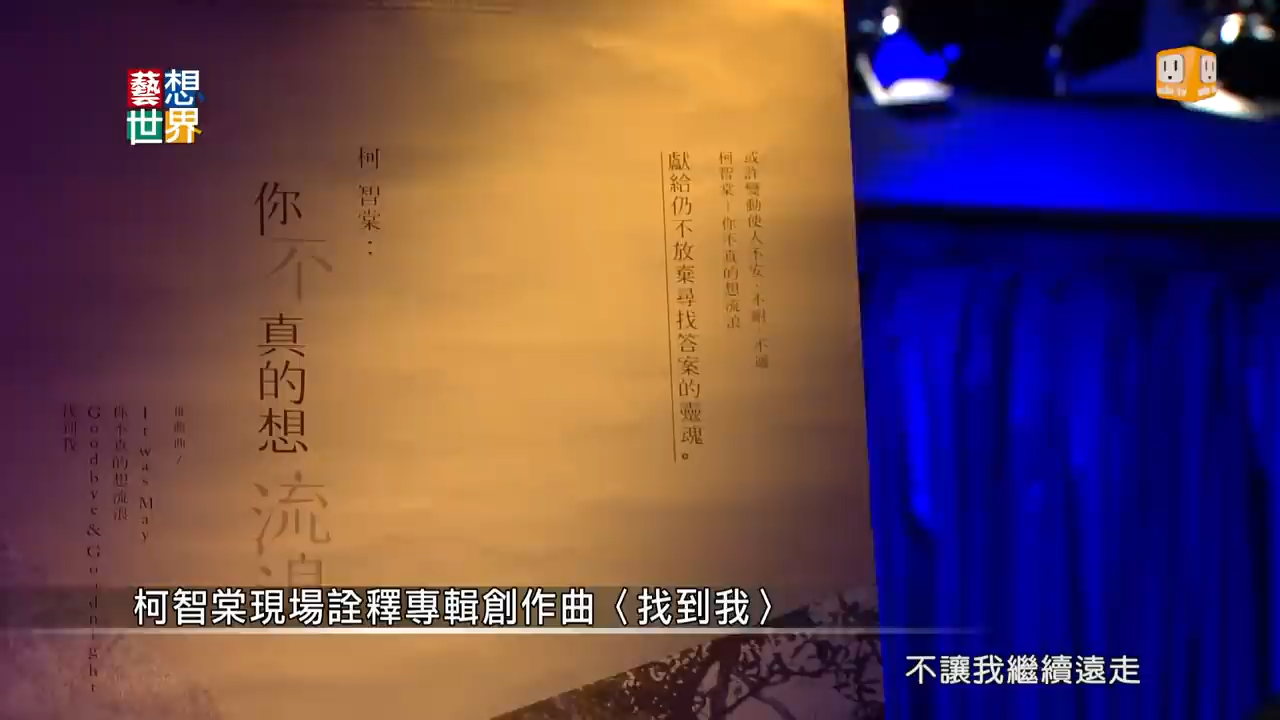 藝想
世界
或許變動使人不安,不耐,不適
柯智棠—你不真的想流浪
獻給仍不放棄尋找答案的靈魂。
柯智棠:
你不真的想流浪
It was May
你不真的想流浪
Goodbye & Goodnight
找到我
柯智棠現場詮釋專輯創作曲〈找到我〉
不讓我繼續遠走